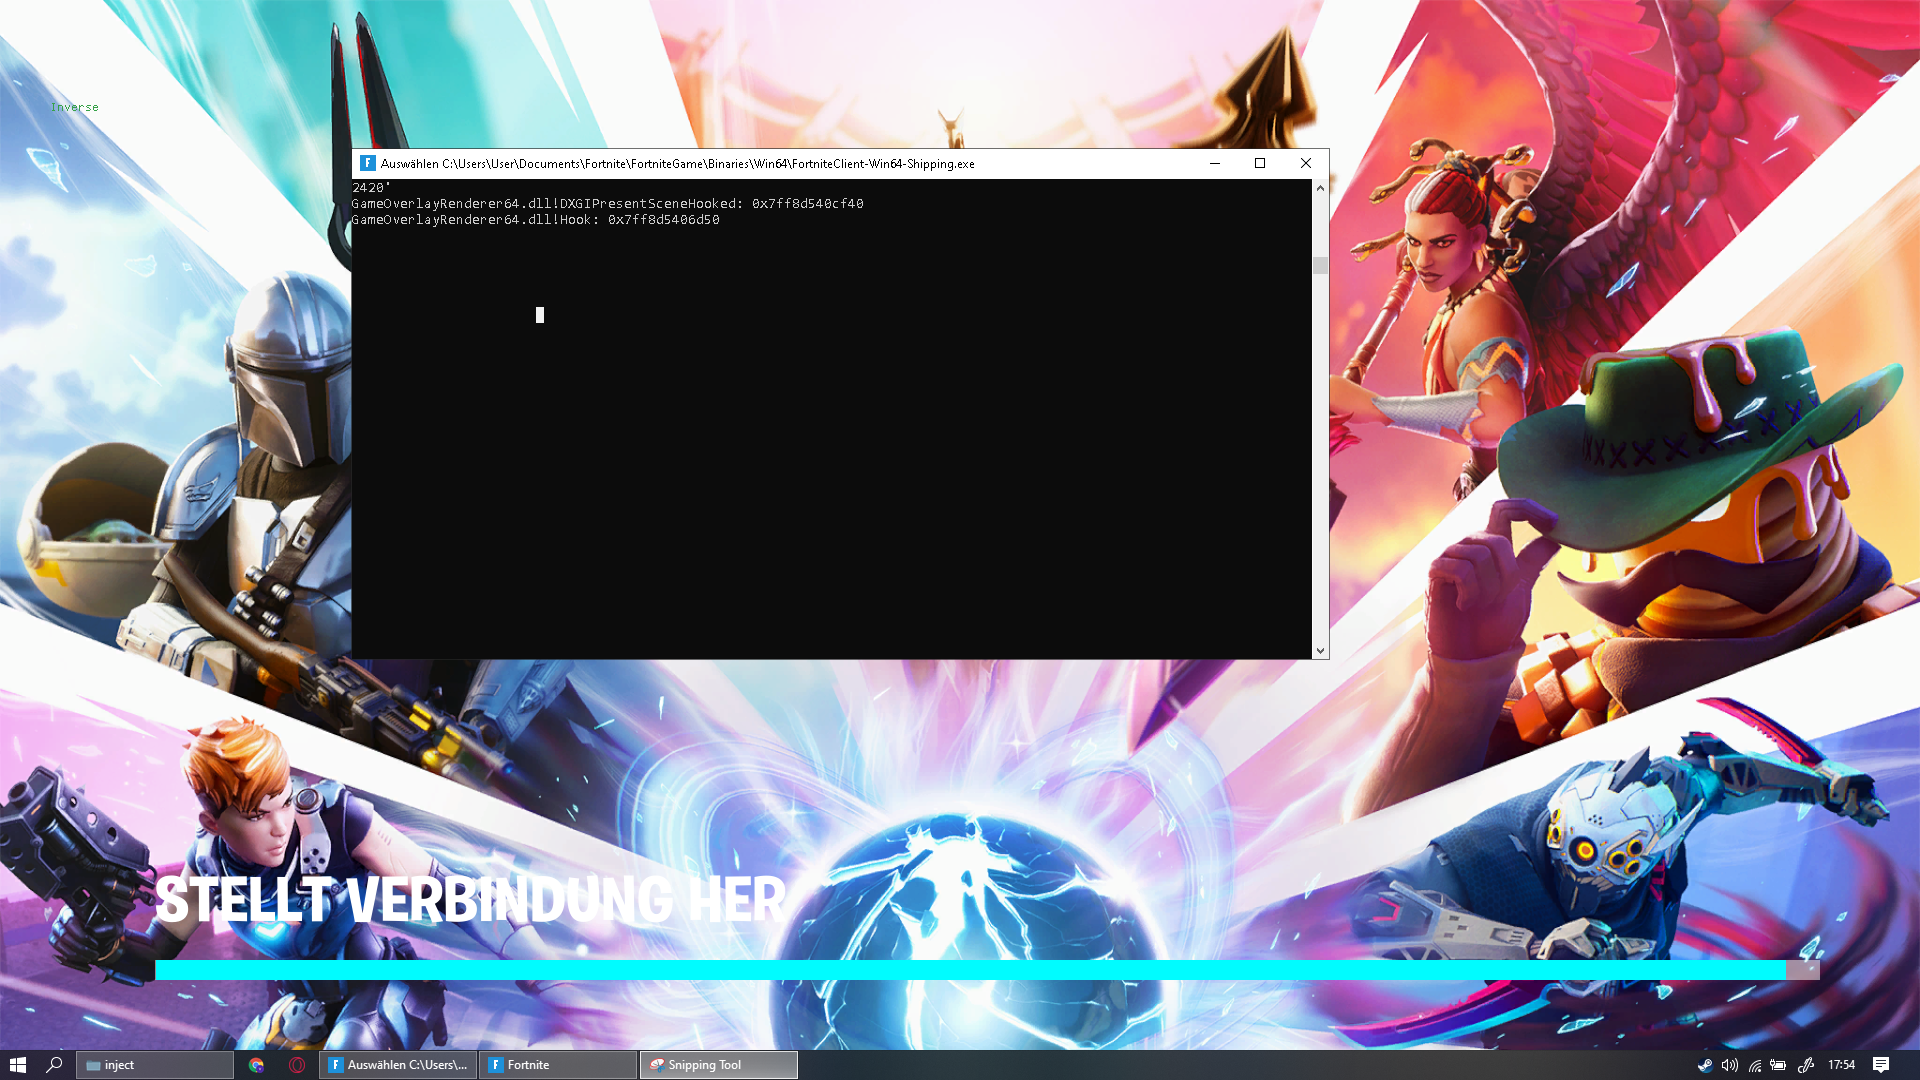 Inverse
Auswählen C:\Users\User\Documents\Fortnite\FortniteGame\Binaries\Win64\FortniteClient-Win64-Shipping.exe
2420'
GameOverlayRenderer64.dll!DXGIPresentSceneHooked: 0x7ff8d540cf40
GameOverlayRenderer64.dll!Hook: 0x7ff8d5406d50
STELLT VERBINDUNG HER
inject
Auswählen C:\Users\...
Fortnite
Snipping Tool
17:54